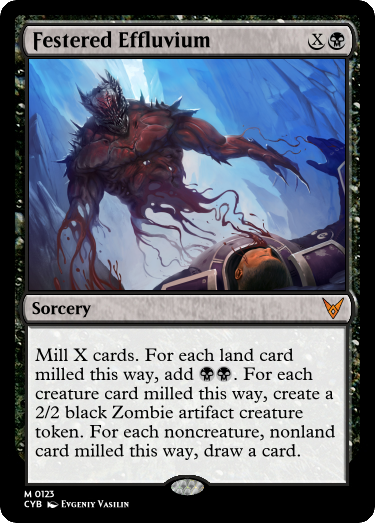 Festered Effluvium X
Sorcery
Mill X cards. For each land card
milled this way, add . For each
creature card milled this way, create a
2/2 black Zombie artifact creature
token. For each noncreature, nonland
card milled this way, draw a card.
M 0123
CYB Evgeniy Vasilin